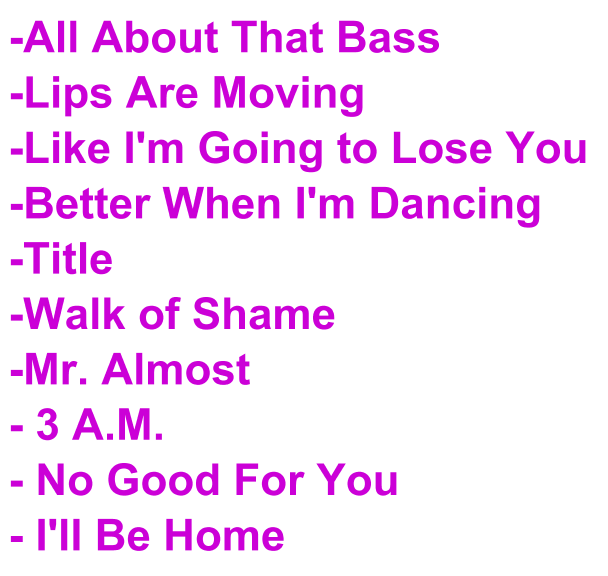 -All About That Bass
-Lips Are Moving
-Like I'm Going to Lose You
-Better When I'm Dancing
-Title
-Walk of Shame
-Mr. Almost
- 3 A.M.
- No Good For You
- I'll Be Home